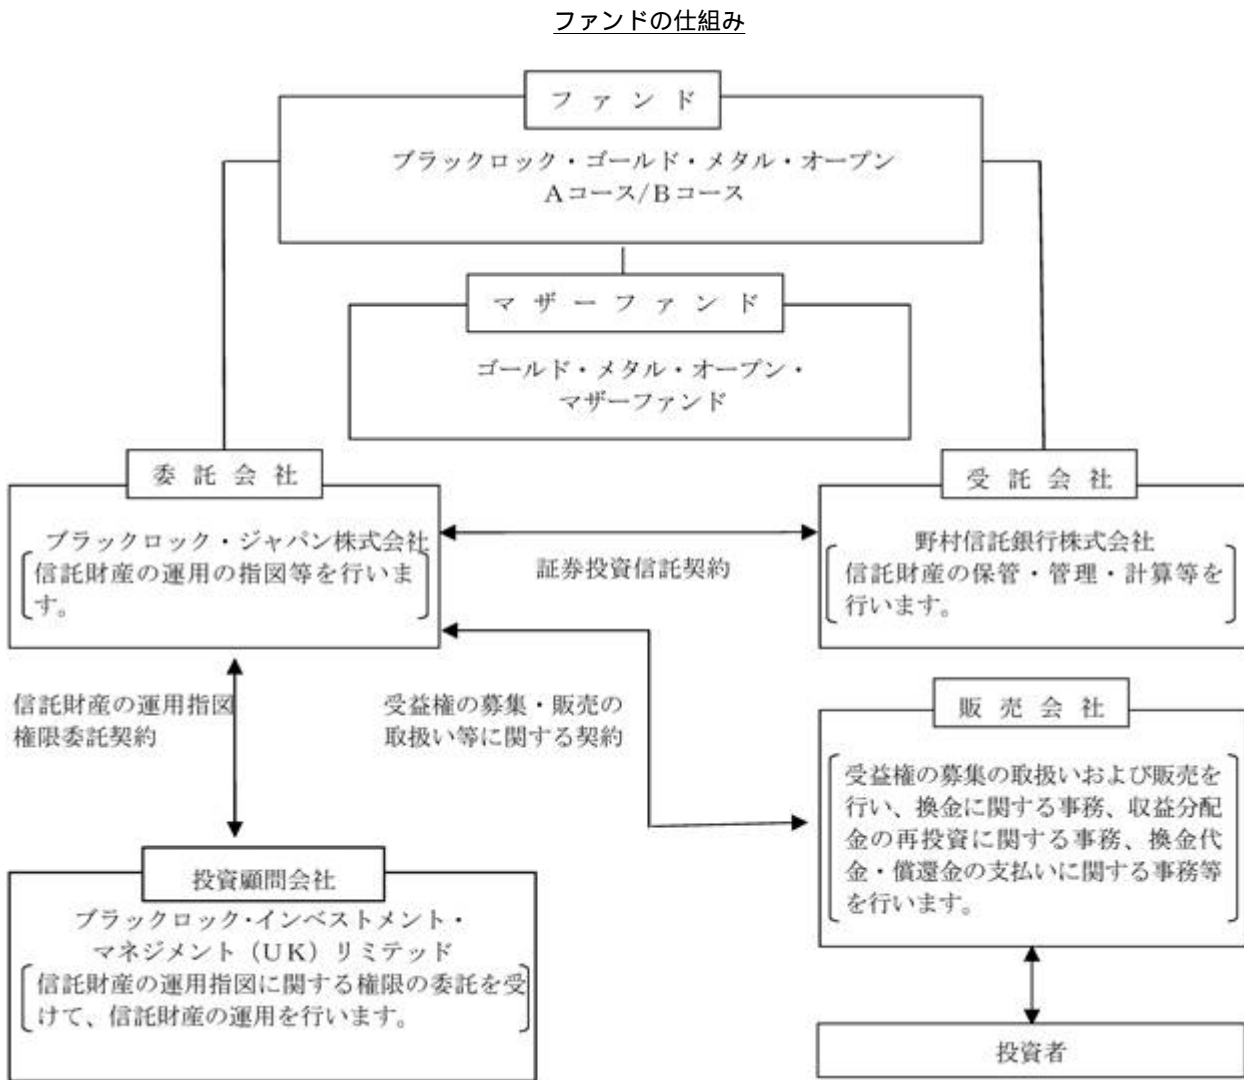 ファンドの仕組み
ファンド
ブラックロック・ゴールド・メタル・オープン
Aコース/Bコース
マザーファンド
ゴールド・メタル・オープン・
マザーファンド
委託会社
ブラックロック・ジャパン株式会社
信託財産の運用の指図等を行いま
す。
証券投資信託契約
受託会社
野村信託銀行株式会社
信託財産の保管・管理・計算等を
行います。
信託財産の運用指図
権限委託契約
受益権の募集・販売の
取扱い等に関する契約
販売会社
受益権の募集の取扱いおよび販売を
行い、換金に関する事務、収益分配
金の再投資に関する事務、換金代
金・償還金の支払いに関する事務等
を行います。
投資顧問会社
ブラックロック・インベストメント・
マネジメント（UK）リミテッド
信託財産の運用指図に関する権限の委託を受
けて、信託財産の運用を行います。
投資者